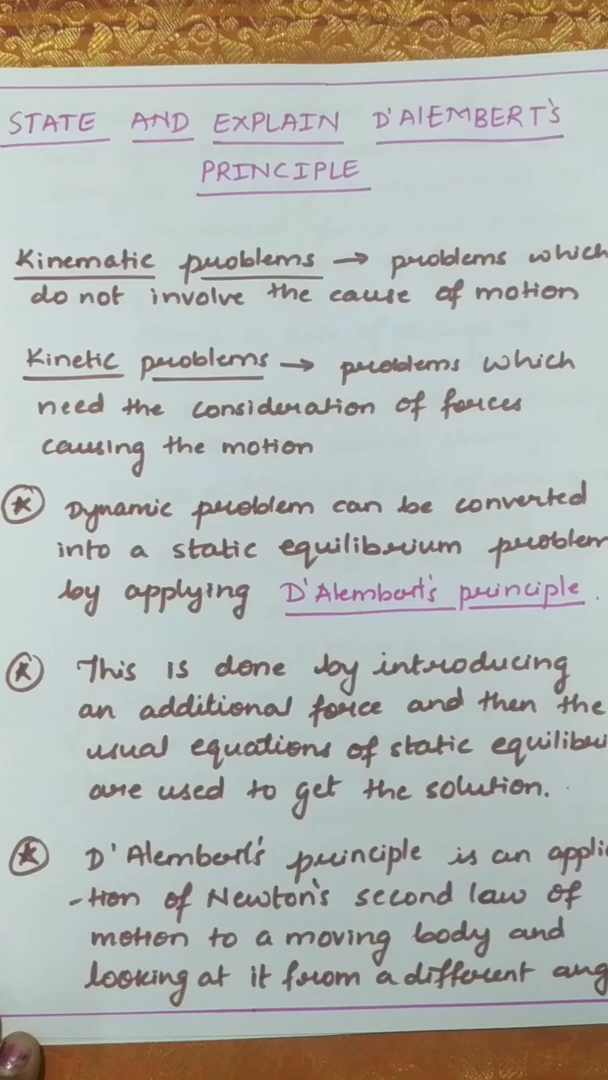 STATE AND EXPLAIN D'AlEMBERT'S
PRINCIPLE
Kinematic problems → problems which
do not involve the cause of motion
Kinetic problems → problems which
need the consideration of forces
causing the motion
Dynamic problem can be converted
into a static equilibrium problem
by applying D'Alembert's principle.
This is done by introducing
an additional force and then the
usual equations of static equilibriu
are used to get the solution.
D'Alembert's principle is an applic
-tion of Newton's second law of
motion to a moving body and
looking at it from a different ang